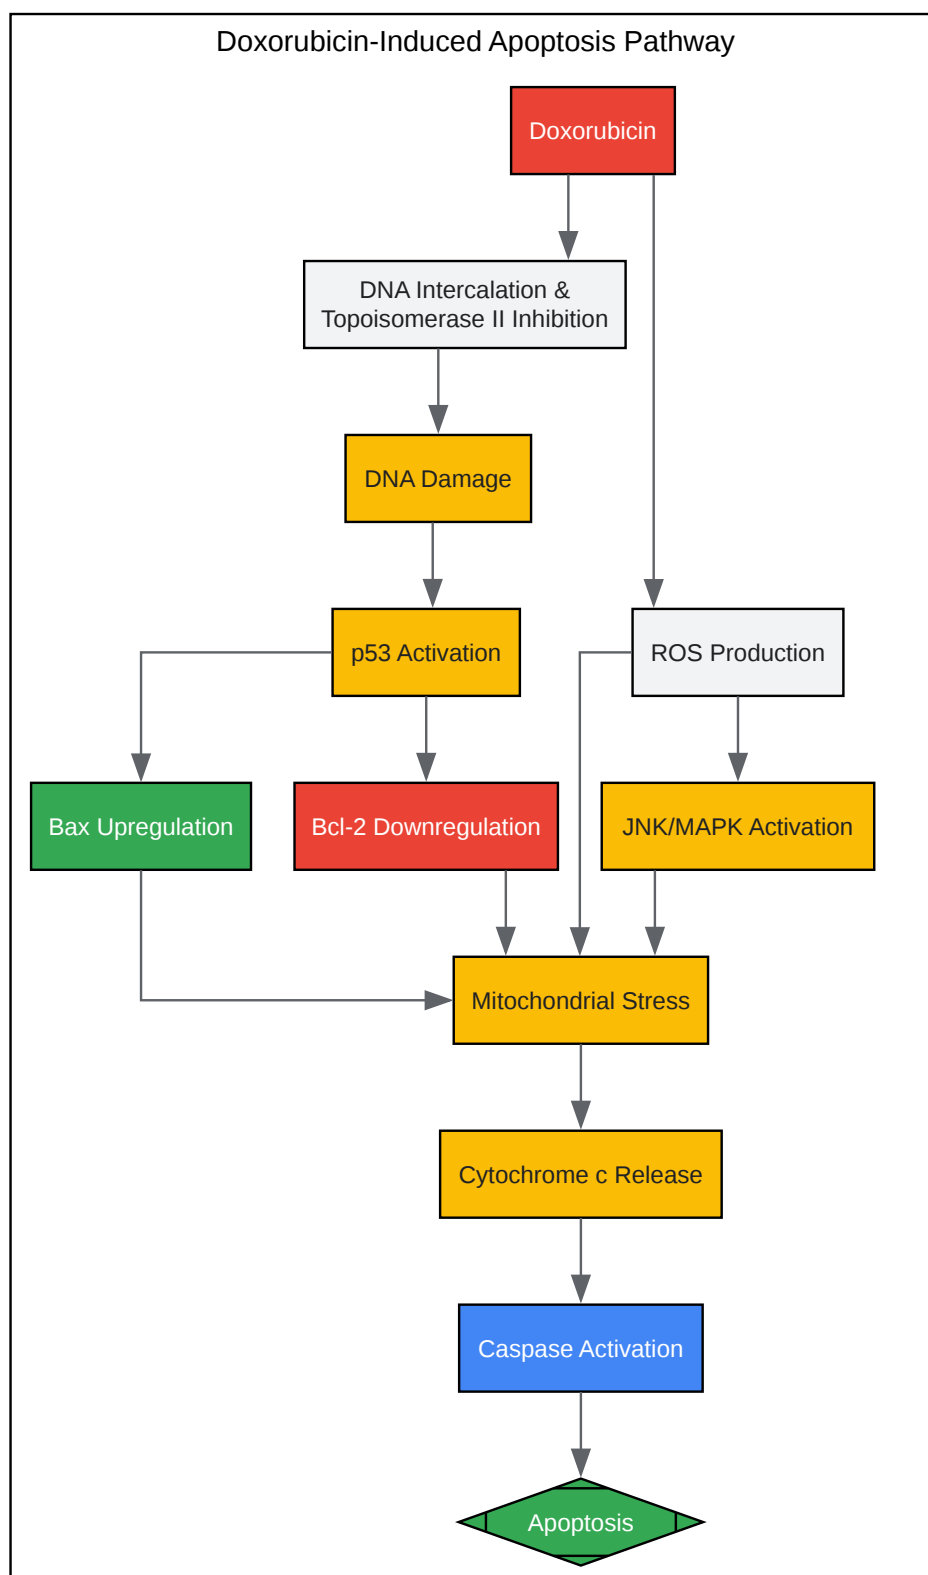 Doxorubicin-Induced Apoptosis Pathway
Doxorubicin
DNA Intercalation &
Topoisomerase II Inhibition
DNA Damage
p53 Activation
ROS Production
Bax Upregulation
Bcl-2 Downregulation
JNK/MAPK Activation
Mitochondrial Stress
Cytochrome c Release
Caspase Activation
Apoptosis